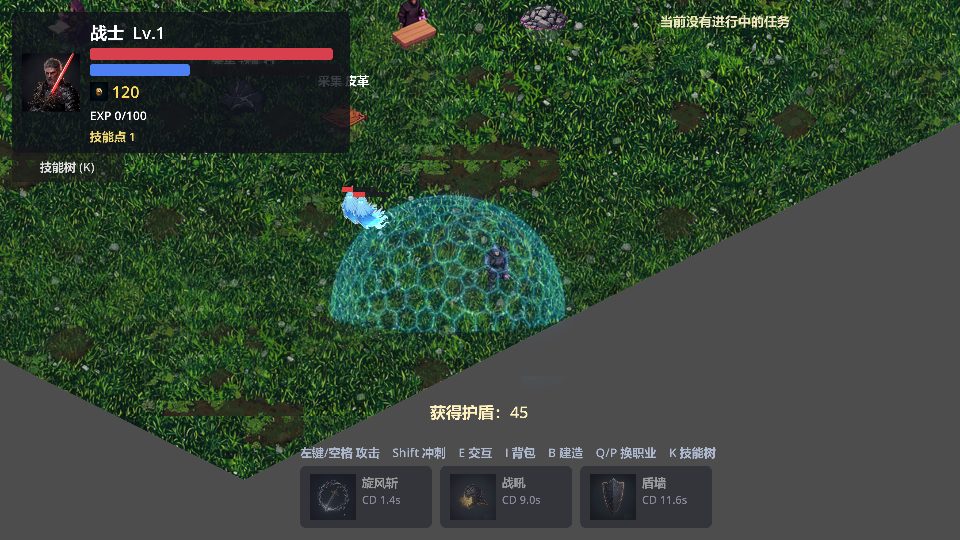 战士 Lv.1
120
EXP 0/100
技能点 1
技能树 (K)
当前没有进行中的任务
采集 皮革
获得护盾：45
左键/空格 攻击 Shift 冲刺 E 交互 I 背包 B 建造 Q/P 换职业 K 技能树
旋风斩
CD 1.4s
战吼
CD 9.0s
盾墙
CD 11.6s